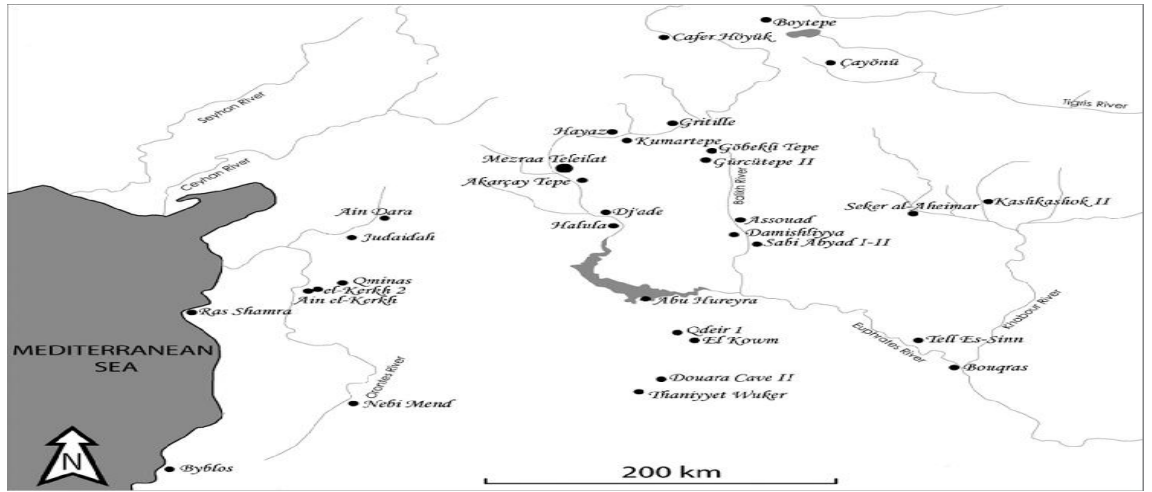 Boytepe
Cafer Höyük
Çayönü
Seyhan River
Tigris River
Gritille
Hayaz
Kumartepe
Göbekli Tepe
Mezraa Teleilat
Gürcütepe II
Ceyhan River
Akarçay Tepe
Balikh River
Kashkashok II
Seker al-Aheimar
Ain Dara
Dj'ade
Assouad
Halula
Damishliyya
Judaidah
Sabi Abyad I-II
Qminas
el-Kerkh 2
Ain el-Kerkh
Abu Hureyra
Ras Shamra
Khabour River
Euphrates River
Qdeir I
El Kowm
Tell Es-Sinn
MEDITERRANEAN
SEA
Bouqras
Orontes River
Douara Cave II
Thaniyyet Wuker
Nebi Mend
N
Byblos
200 km